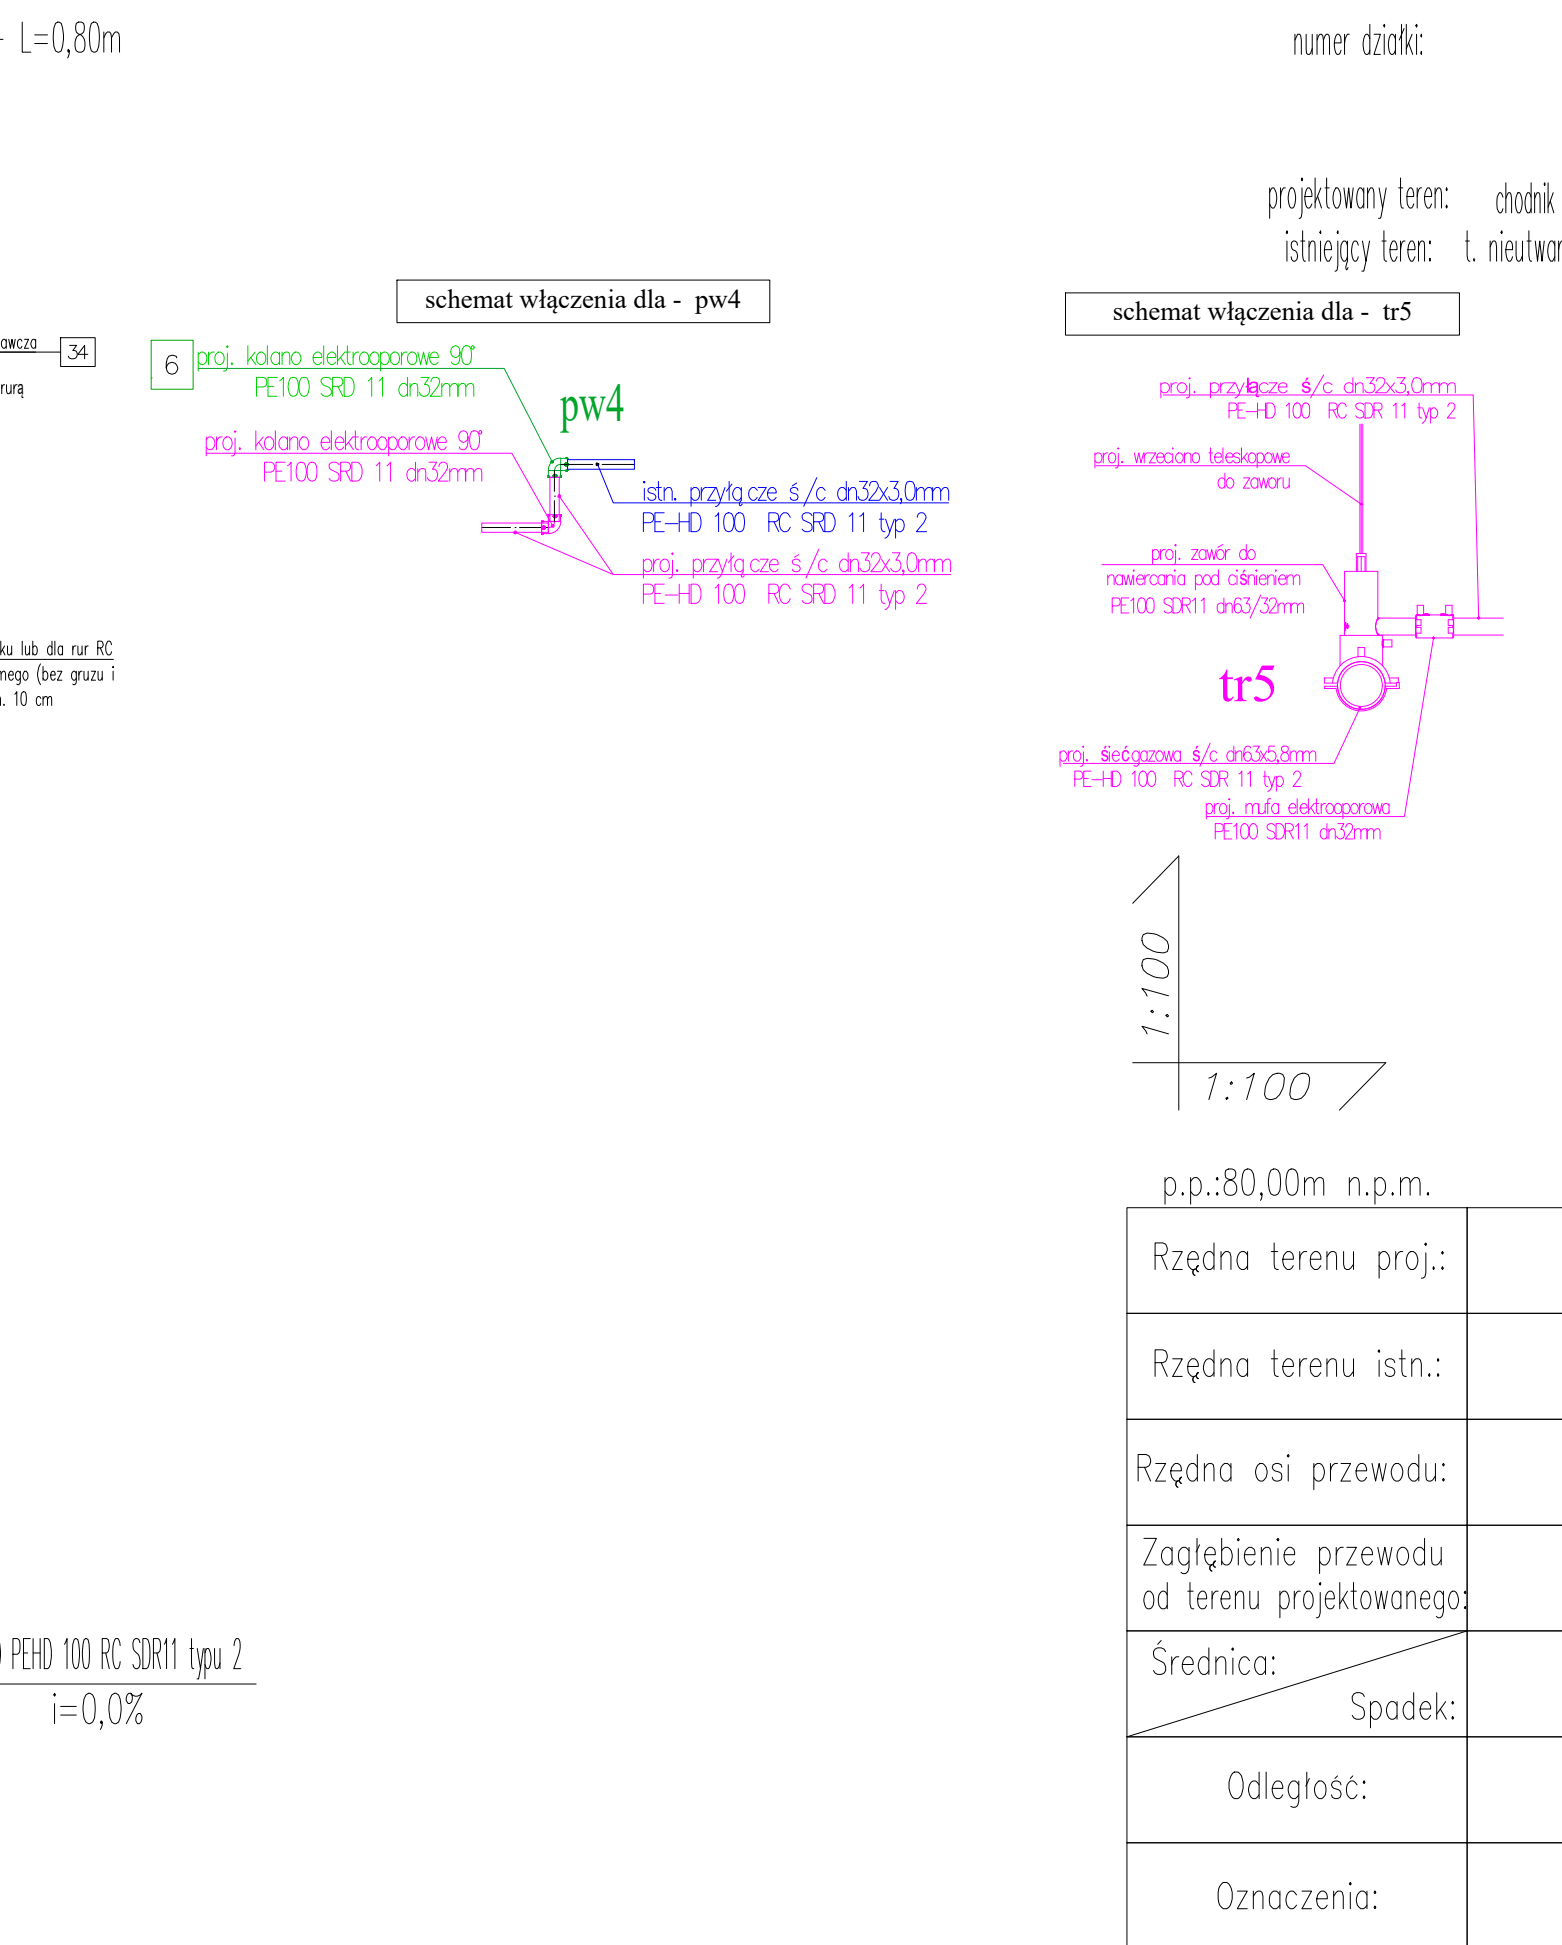 L=0,80m
numer działki:
projektowany teren: chodnik
istniejący teren: t.
schemat włączenia dla - pw4
schemat włączenia dla - tr5
34
rurą
6
proj. kolano elektrooporowe 90°
PE100 SRD 11 dn32mm
pw4
proj. kolano elektrooporowe 90°
PE100 SRD 11 dn32mm
istn. przyłącze ś/c dn32x3,0mm
PE-HD 100 RC SRD 11 typ 2
proj. przyłącze ś/c dn32x3,0mm
PE-HD 100 RC SRD 11 typ 2
proj. przyłącze ś/c dn32x3,0mm
PE-HD 100 RC SDR 11 typ 2
proj. wrzeciono teleskopowe
do zaworu
proj. zawór do
nawiercania pod ciśnieniem
PE100 SDR11 dn63/32mm
tr5
proj. sieć gazowa ś/c dn63x5,8mm
PE-HD 100 RC SDR 11 typ 2
proj. mufa elektrooporowa
PE100 SDR11 dn32mm
lub dla rur RC
(bez gruzu i
10 cm
1:100
1:100
p.p.:80,00m n.p.m.
Rzędna terenu proj.:
Rzędna terenu istn.:
Rzędna osi przewodu:
Zagłębienie przewodu
od terenu projektowanego:
Średnica:
Spadek:
Odległość:
Oznaczenia:
PEHD 100 RC SDR11 typu 2
i=0,0%